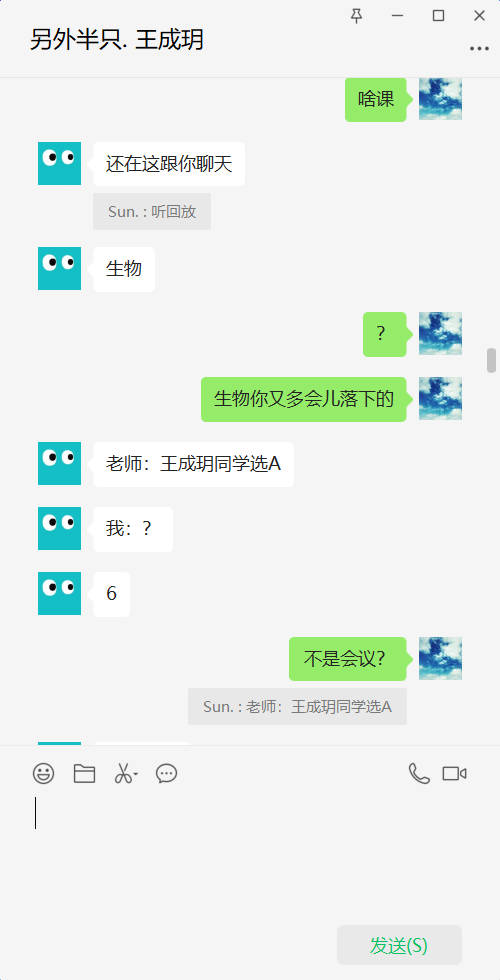 另外半只. 王成玥
啥课
还在这跟你聊天
Sun. : 听回放
生物
？
生物你又多会儿落下的
老师：王成玥同学选A
我：？
6
不是会议？
Sun. : 老师：王成玥同学选A
发送(S)